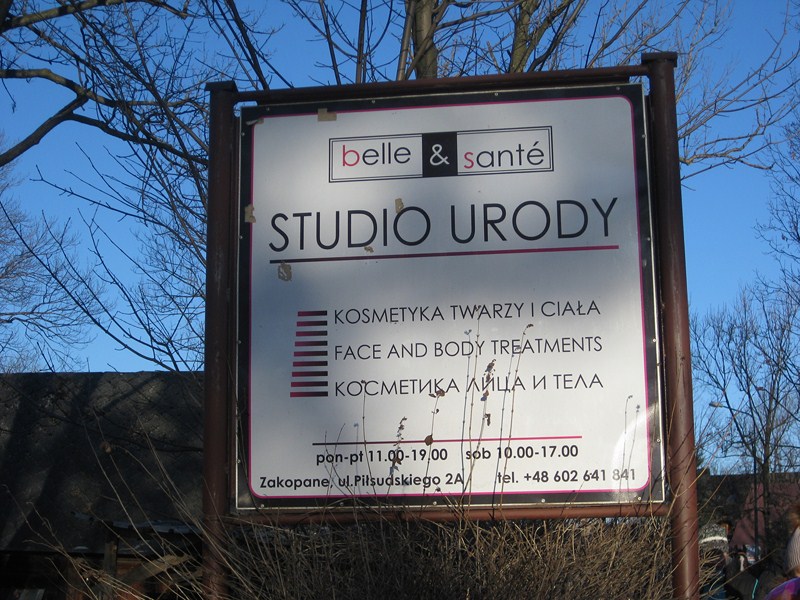 belle & santé
STUDIO URODY
KOSMETYKA TWARZY I CIAŁA
FACE AND BODY TREATMENTS
КОСМЕТИКА ЛИЦА И ТЕЛА
pon-pt 11.00-19.00 sob 10.00-17.00
Zakopane, ul.Piłsudskiego 2A tel. +48 602 641 841